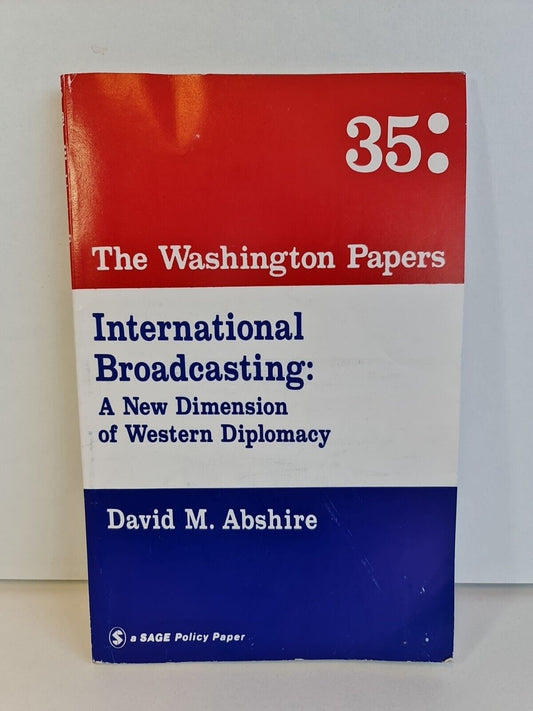 35:
The Washington Papers
International
Broadcasting:
A New Dimension
of Western Diplomacy
David M. Abshire
S a SAGE Policy Paper